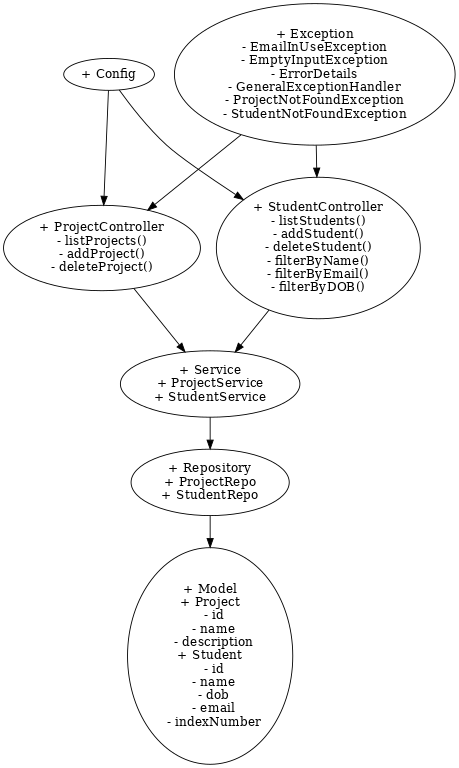 + Exception
- EmailInUseException
- EmptyInputException
- ErrorDetails
- GeneralExceptionHandler
- ProjectNotFoundException
- StudentNotFoundException
+ Config
+ ProjectController
- listProjects()
- addProject()
- deleteProject()
+ StudentController
- listStudents()
- addStudent()
- deleteStudent()
- filterByName()
- filterByEmail()
- filterByDOB()
+ Service
+ ProjectService
+ StudentService
+ Repository
+ ProjectRepo
+ StudentRepo
+ Model
+ Project
- id
- name
- description
+ Student
- id
- name
- dob
- email
- indexNumber